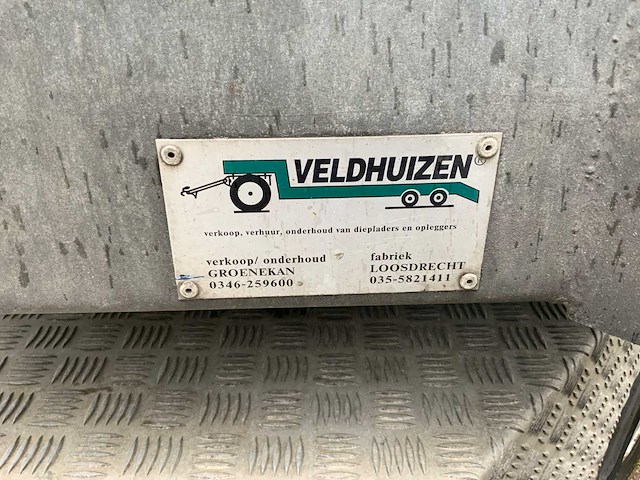 VELDHUIZEN®
verkoop, verhuur, onderhoud van diepladers en opleggers
verkoop/ onderhoud
GROENEKAN
0346-259600
fabriek
LOOSDRECHT
035-5821411